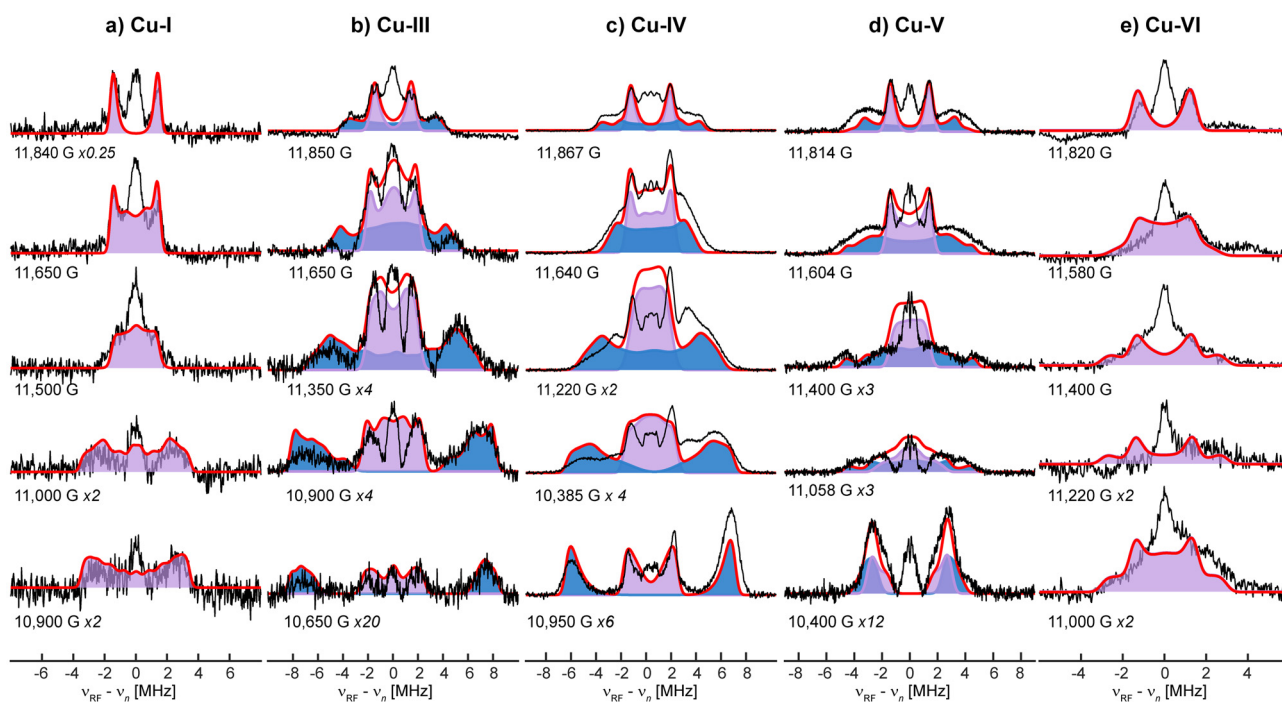 a) Cu-I b) Cu-III c) Cu-IV d) Cu-V e) Cu-VI
11,840 G x0.25 11,850 G 11,867 G 11,814 G 11,820 G
11,650 G 11,650 G 11,640 G 11,604 G 11,580 G
11,500 G 11,350 G x4 11,220 G x2 11,400 G x3 11,400 G
11,000 G x2 10,900 G x4 10,385 G x 4 11,058 G x3 11,220 G x2
10,900 G x2 10,650 G x20 10,950 G x6 10,400 G x12 11,000 G x2
-6 -4 -2 0 2 4 6 -8 -6 -4 -2 0 2 4 6 8 -8 -6 -4 -2 0 2 4 6 8 -6 -4 -2 0 2 4 6 -4 -2 0 2 4
νRF - νn [MHz] νRF - νn [MHz] νRF - νn [MHz] νRF - νn [MHz] νRF - νn [MHz]